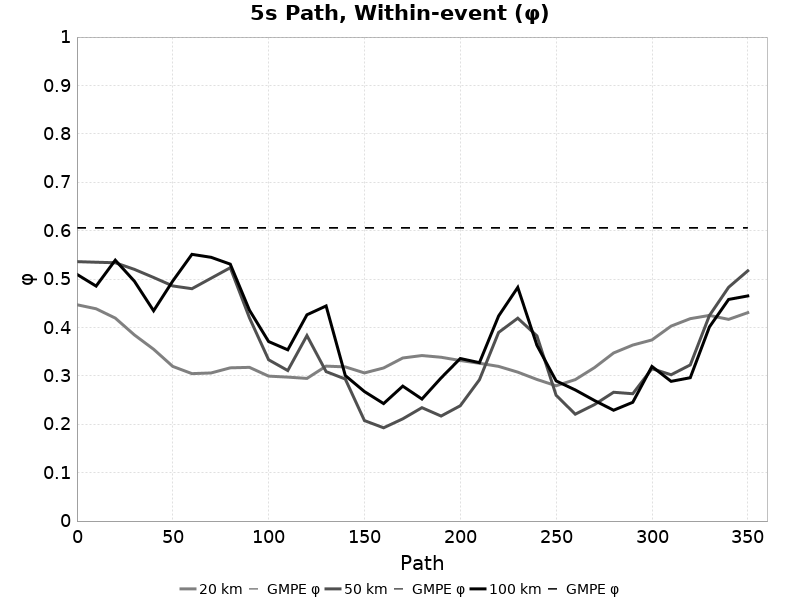 5s Path, Within-event (φ)
1
0.9
0.8
0.7
0.6
0.5
0.4
0.3
0.2
0.1
0
φ
0 50 100 150 200 250 300 350
Path
20 km GMPE φ 50 km GMPE φ 100 km GMPE φ